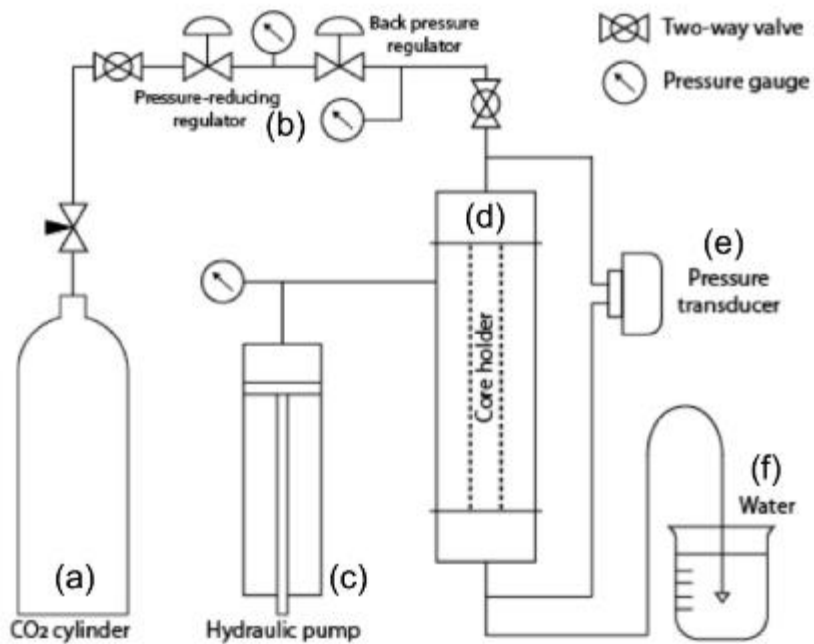 Back pressure
regulator
Two-way valve
Pressure gauge
Pressure-reducing
regulator
(b)
(d)
(e)
Pressure
transducer
Core holder
(f)
Water
(a)
(c)
CO2 cylinder
Hydraulic pump